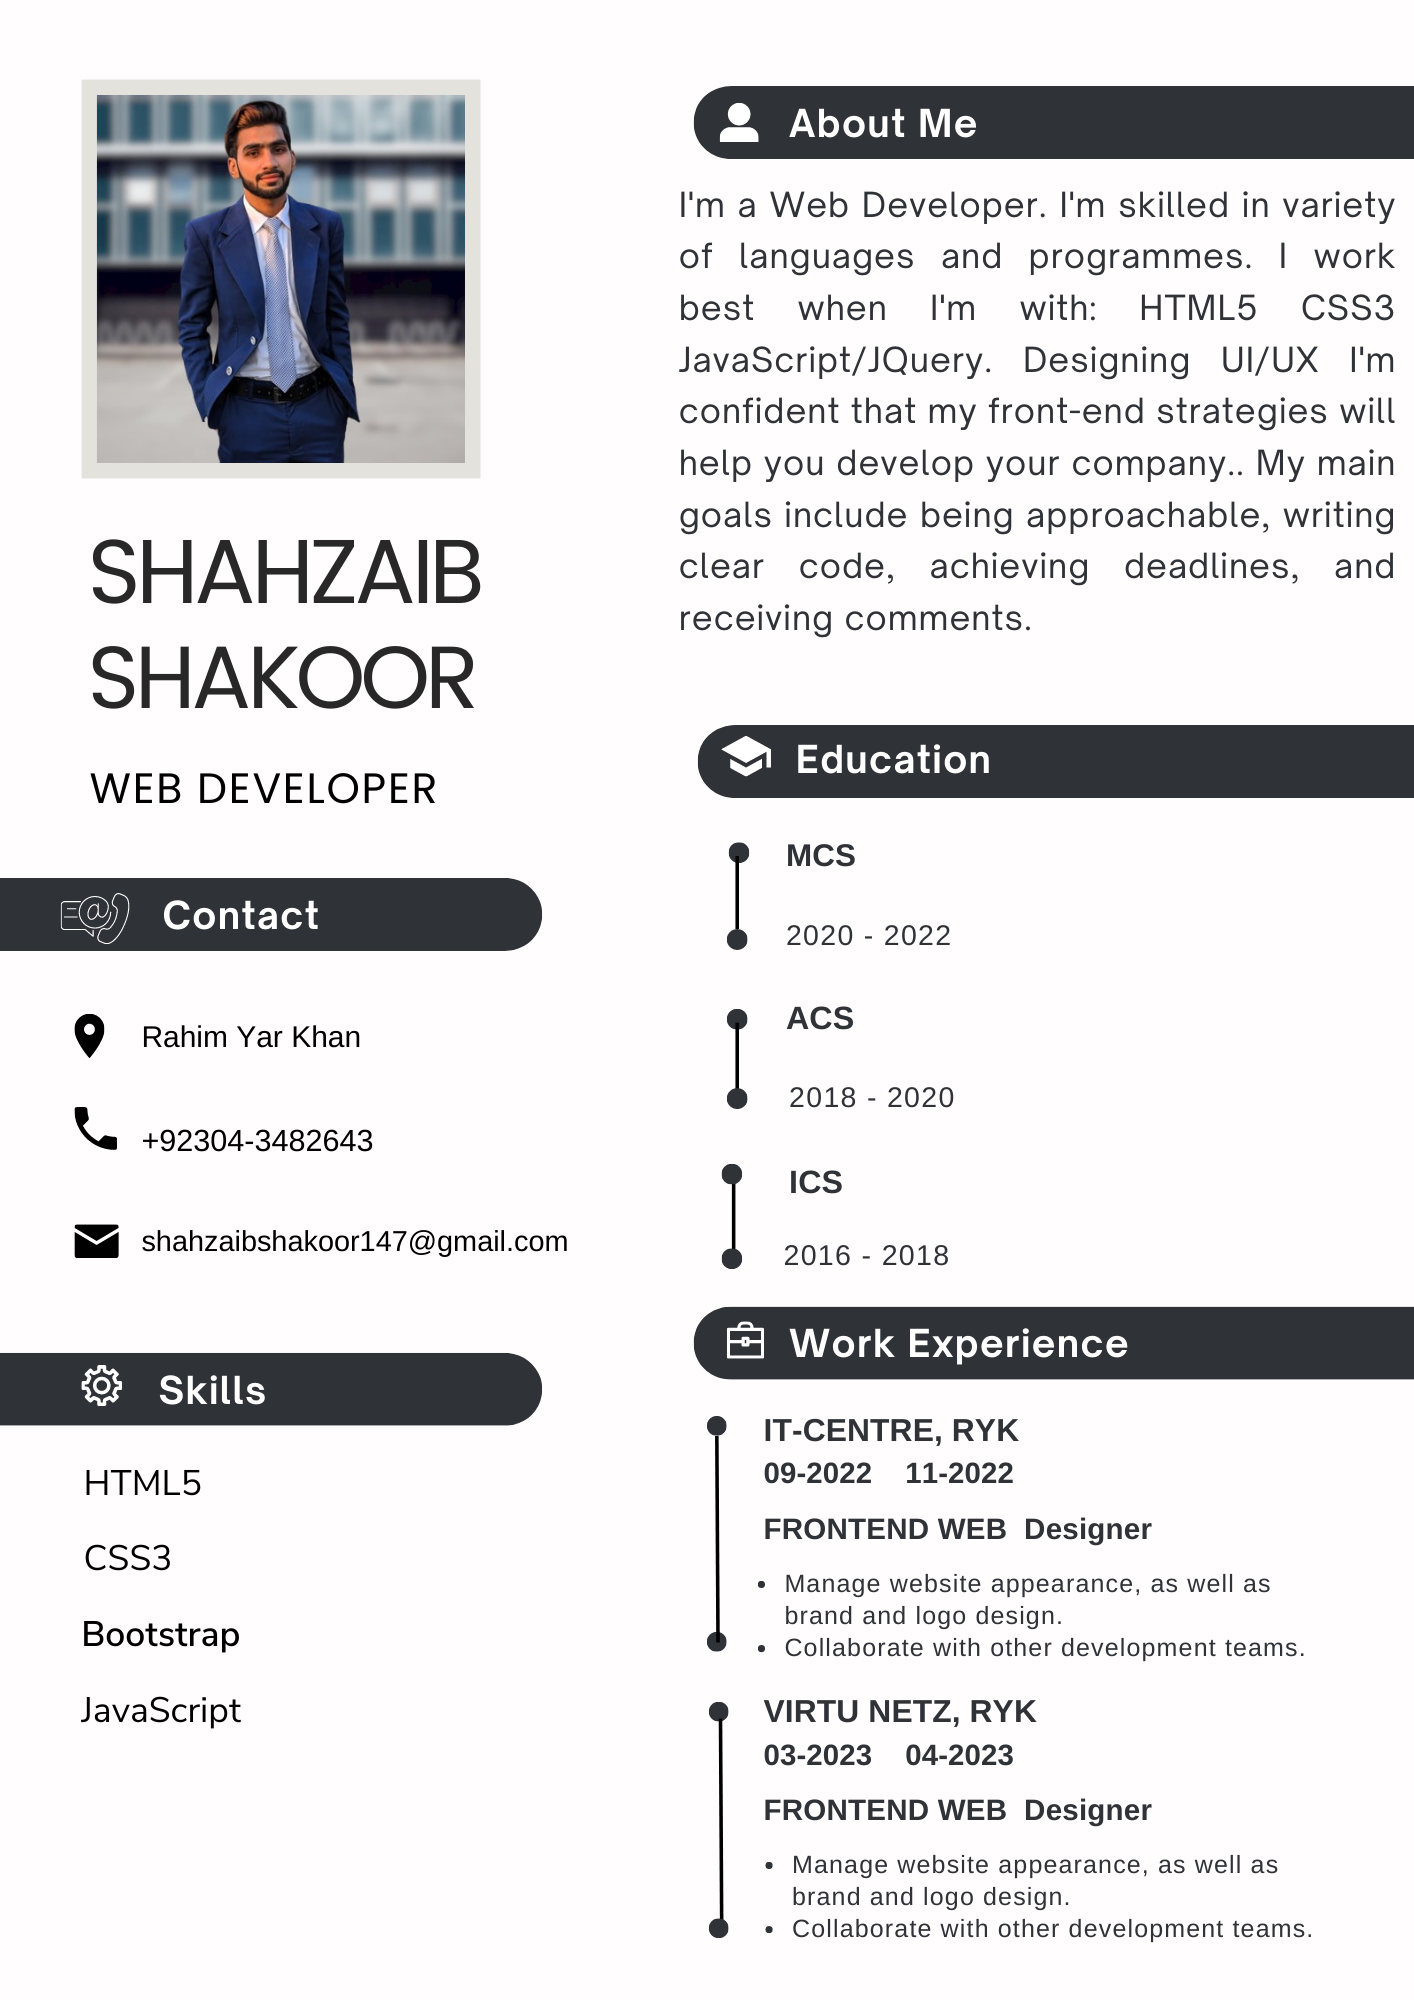 SHAHZAIB
SHAKOOR
WEB DEVELOPER
Contact
Rahim Yar Khan
+92304-3482643
shahzaibshakoor147@gmail.com
Skills
HTML5
CSS3
Bootstrap
JavaScript
About Me
I'm a Web Developer. I'm skilled in variety
of languages and programmes. I work
best when I'm with: HTML5 CSS3
JavaScript/JQuery. Designing UI/UX I'm
confident that my front-end strategies will
help you develop your company.. My main
goals include being approachable, writing
clear code, achieving deadlines, and
receiving comments.
Education
MCS
2020 - 2022
ACS
2018 - 2020
ICS
2016 - 2018
Work Experience
IT-CENTRE, RYK
09-2022 11-2022
FRONTEND WEB Designer
• Manage website appearance, as well as
brand and logo design.
• Collaborate with other development teams.
VIRTU NETZ, RYK
03-2023 04-2023
FRONTEND WEB Designer
• Manage website appearance, as well as
brand and logo design.
• Collaborate with other development teams.